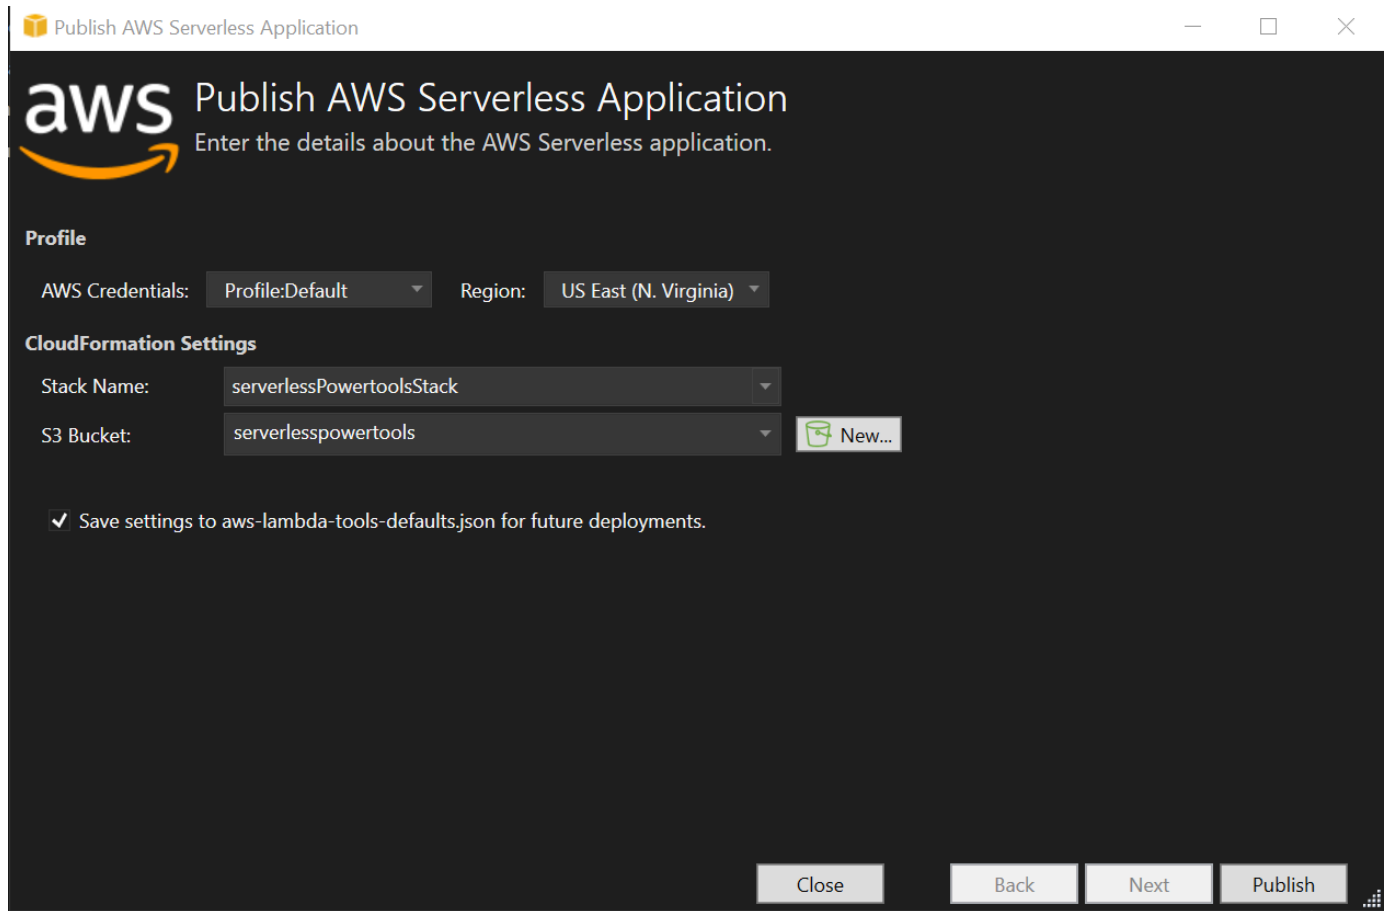 Publish AWS Serverless Application
aws
Publish AWS Serverless Application
Enter the details about the AWS Serverless application.
Profile
AWS Credentials: Profile:Default Region: US East (N. Virginia)
CloudFormation Settings
Stack Name: serverlessPowertoolsStack
S3 Bucket: serverlesspowertools New...
Save settings to aws-lambda-tools-defaults.json for future deployments.
Close Back Next Publish